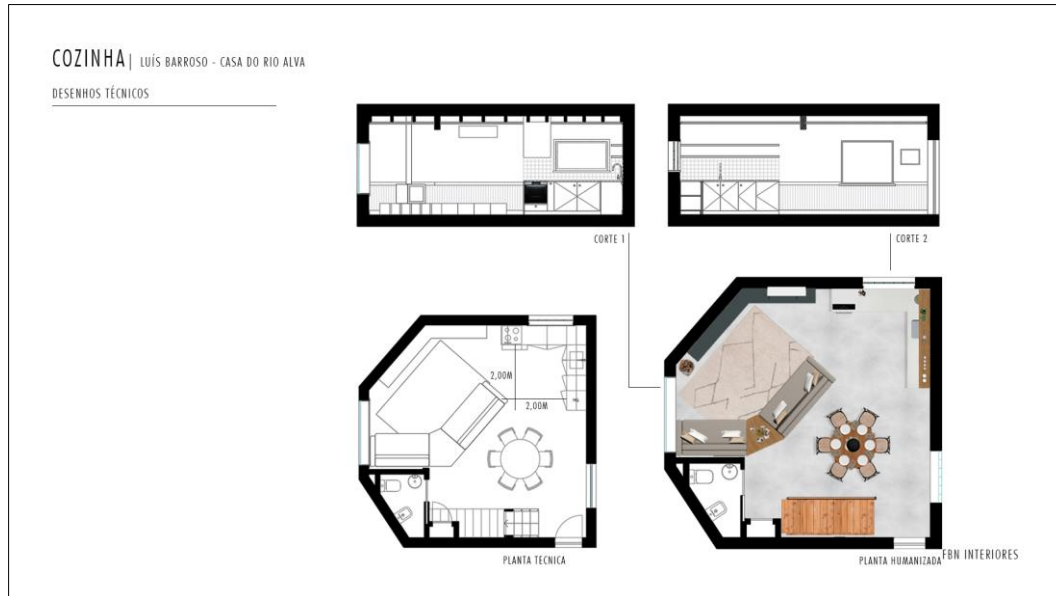 COZINHA| LUÍS BARROSO - CASA DO RIO ALVA
DESENHOS TÉCNICOS
CORTE 1
CORTE 2
2,00M
2,00M
PLANTA TECNICA
PLANTA HUMANIZADA
FBN INTERIORES